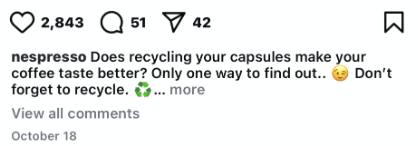 2,843 51 42
nespresso Does recycling your capsules make your
coffee taste better? Only one way to find out.. 😉 Don't
forget to recycle. ♻️... more
View all comments
October 18